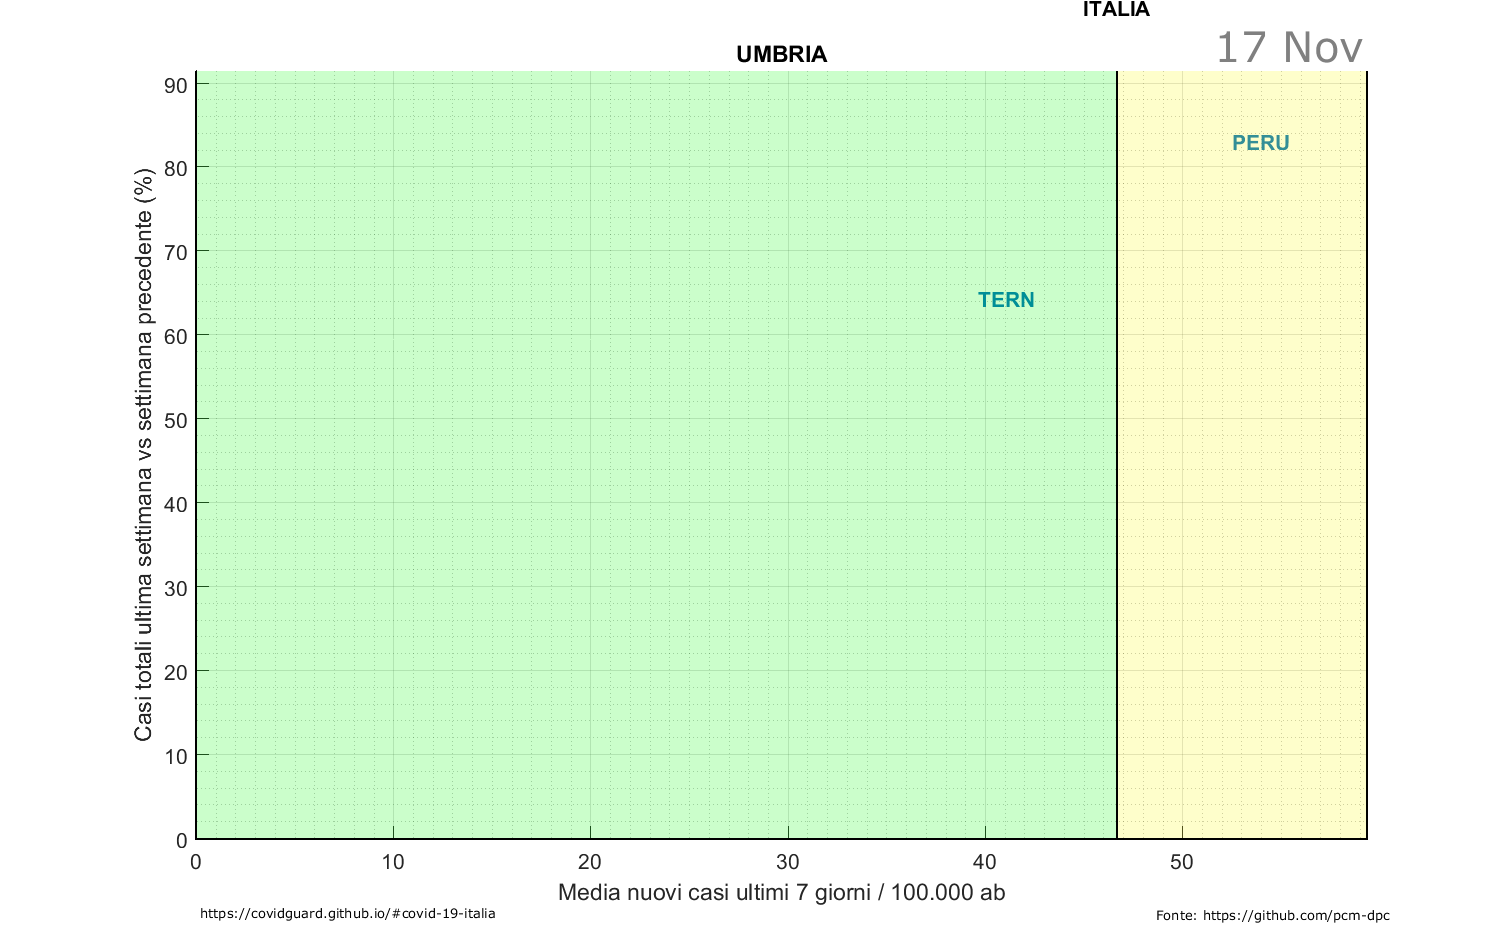 ITALIA
UMBRIA
17 Nov
90
80
70
60
50
40
30
20
10
0
Casi totali ultima settimana vs settimana precedente (%)
PERU
TERN
0 10 20 30 40 50
Media nuovi casi ultimi 7 giorni / 100.000 ab
https://covidguard.github.io/#covid-19-italia
Fonte: https://github.com/pcm-dpc